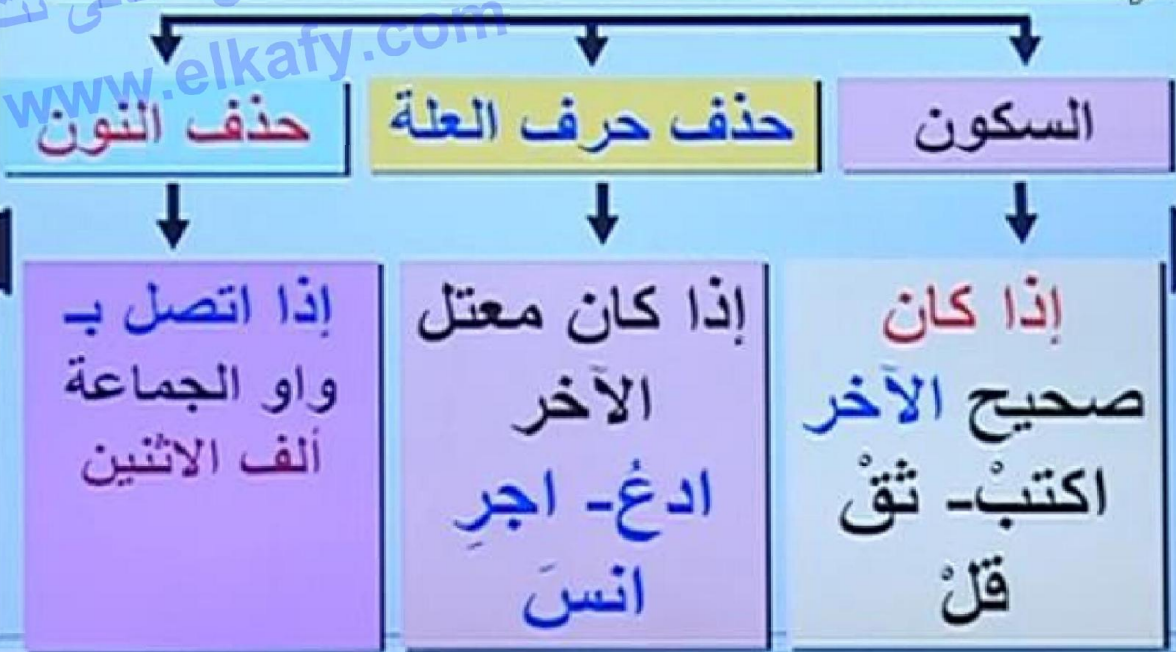 www.elkafy.com
السكون
حذف حرف العلة
حذف النون
إذا كان
صحيح الآخر
اكتبْ - ثقْ
قلْ
إذا كان معتل
الآخر
ادعُ - اجرِ
انسَ
إذا اتصل بـ
واو الجماعة
ألف الاثنين